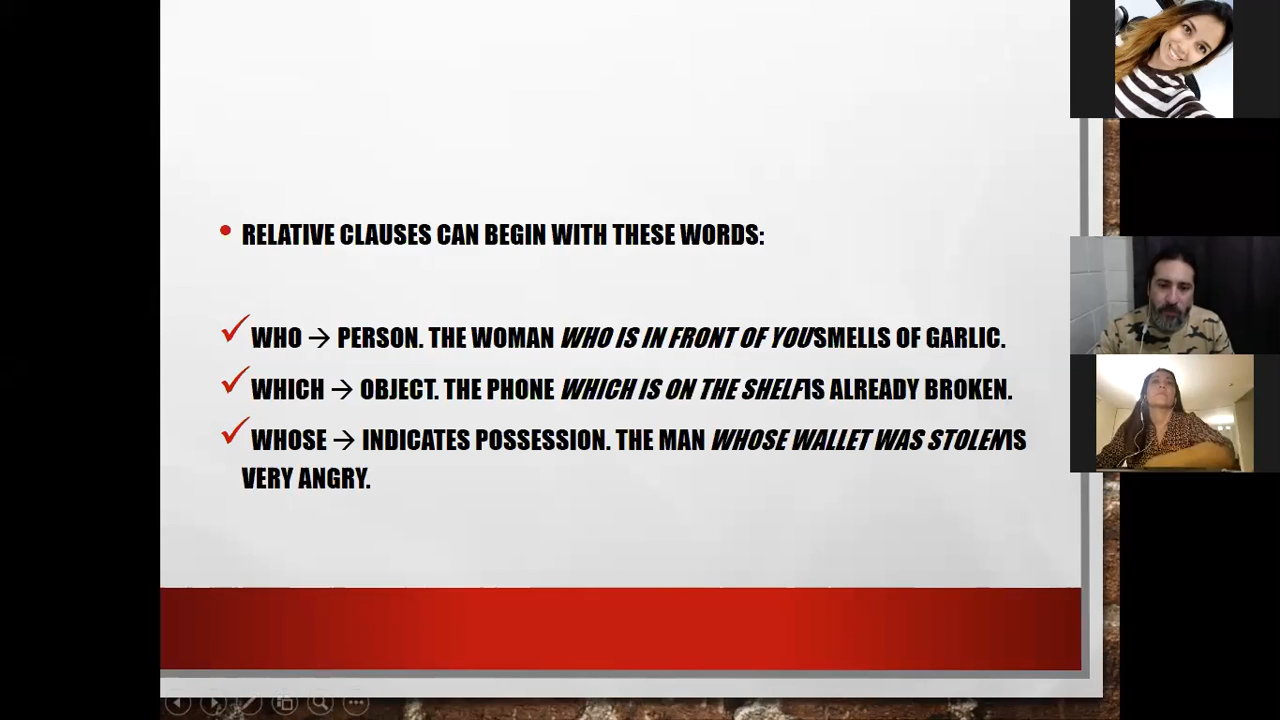 RELATIVE CLAUSES CAN BEGIN WITH THESE WORDS:
WHO → PERSON. THE WOMAN WHO IS IN FRONT OF YOU SMELLS OF GARLIC.
WHICH → OBJECT. THE PHONE WHICH IS ON THE SHELF IS ALREADY BROKEN.
WHOSE → INDICATES POSSESSION. THE MAN WHOSE WALLET WAS STOLEN IS
VERY ANGRY.